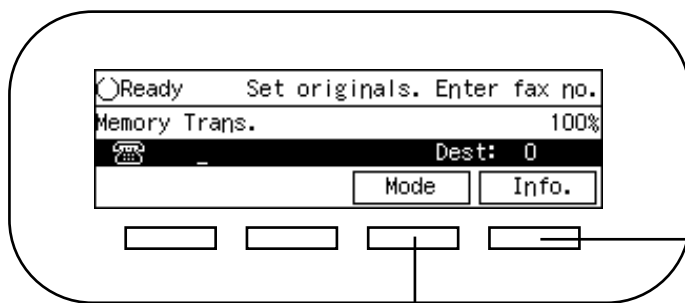 Ready Set originals. Enter fax no.
Memory Trans. 100%
_ Dest: 0
Mode Info.